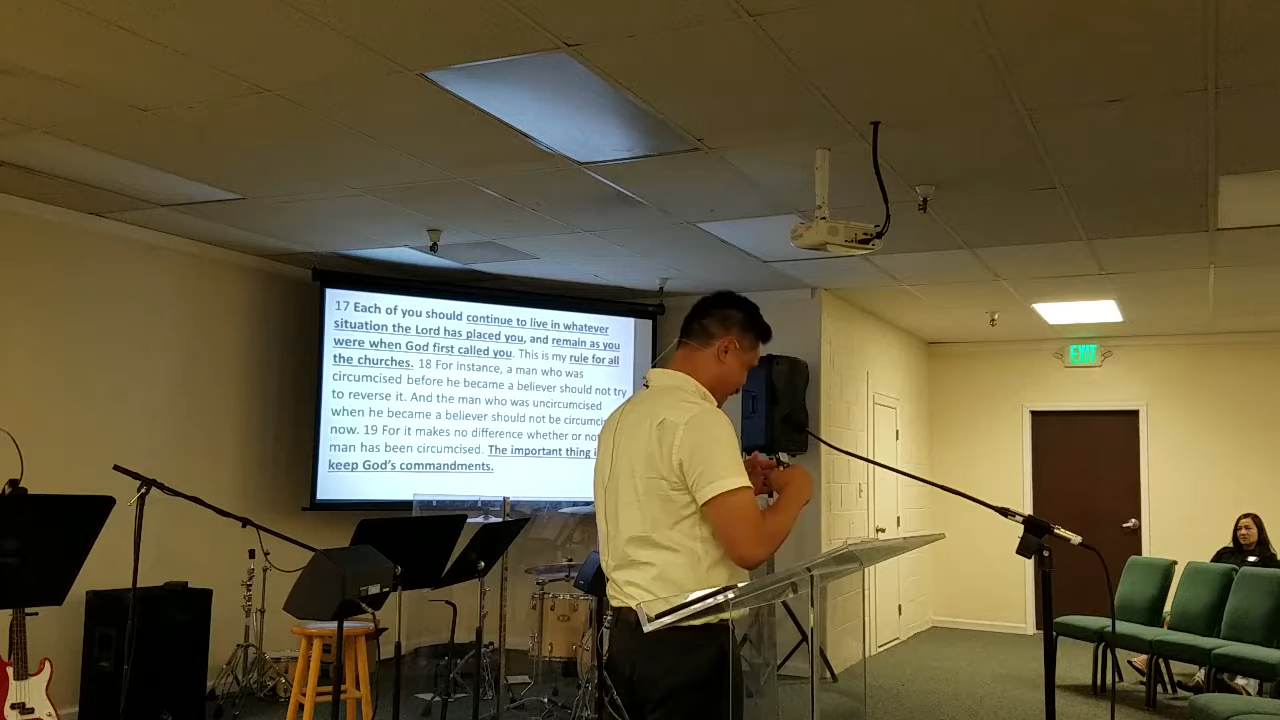 17 Each of you should continue to live in whatever
situation the Lord has placed you, and remain as you
were when God first called you. This is my rule for all
the churches. 18 For instance, a man who was
circumcised before he became a believer should not try
to reverse it. And the man who was uncircumcised
when he became a believer should not be
now. 19 For it makes no difference whether or
man has been circumcised. The important thing
keep God's commandments.
EXIT